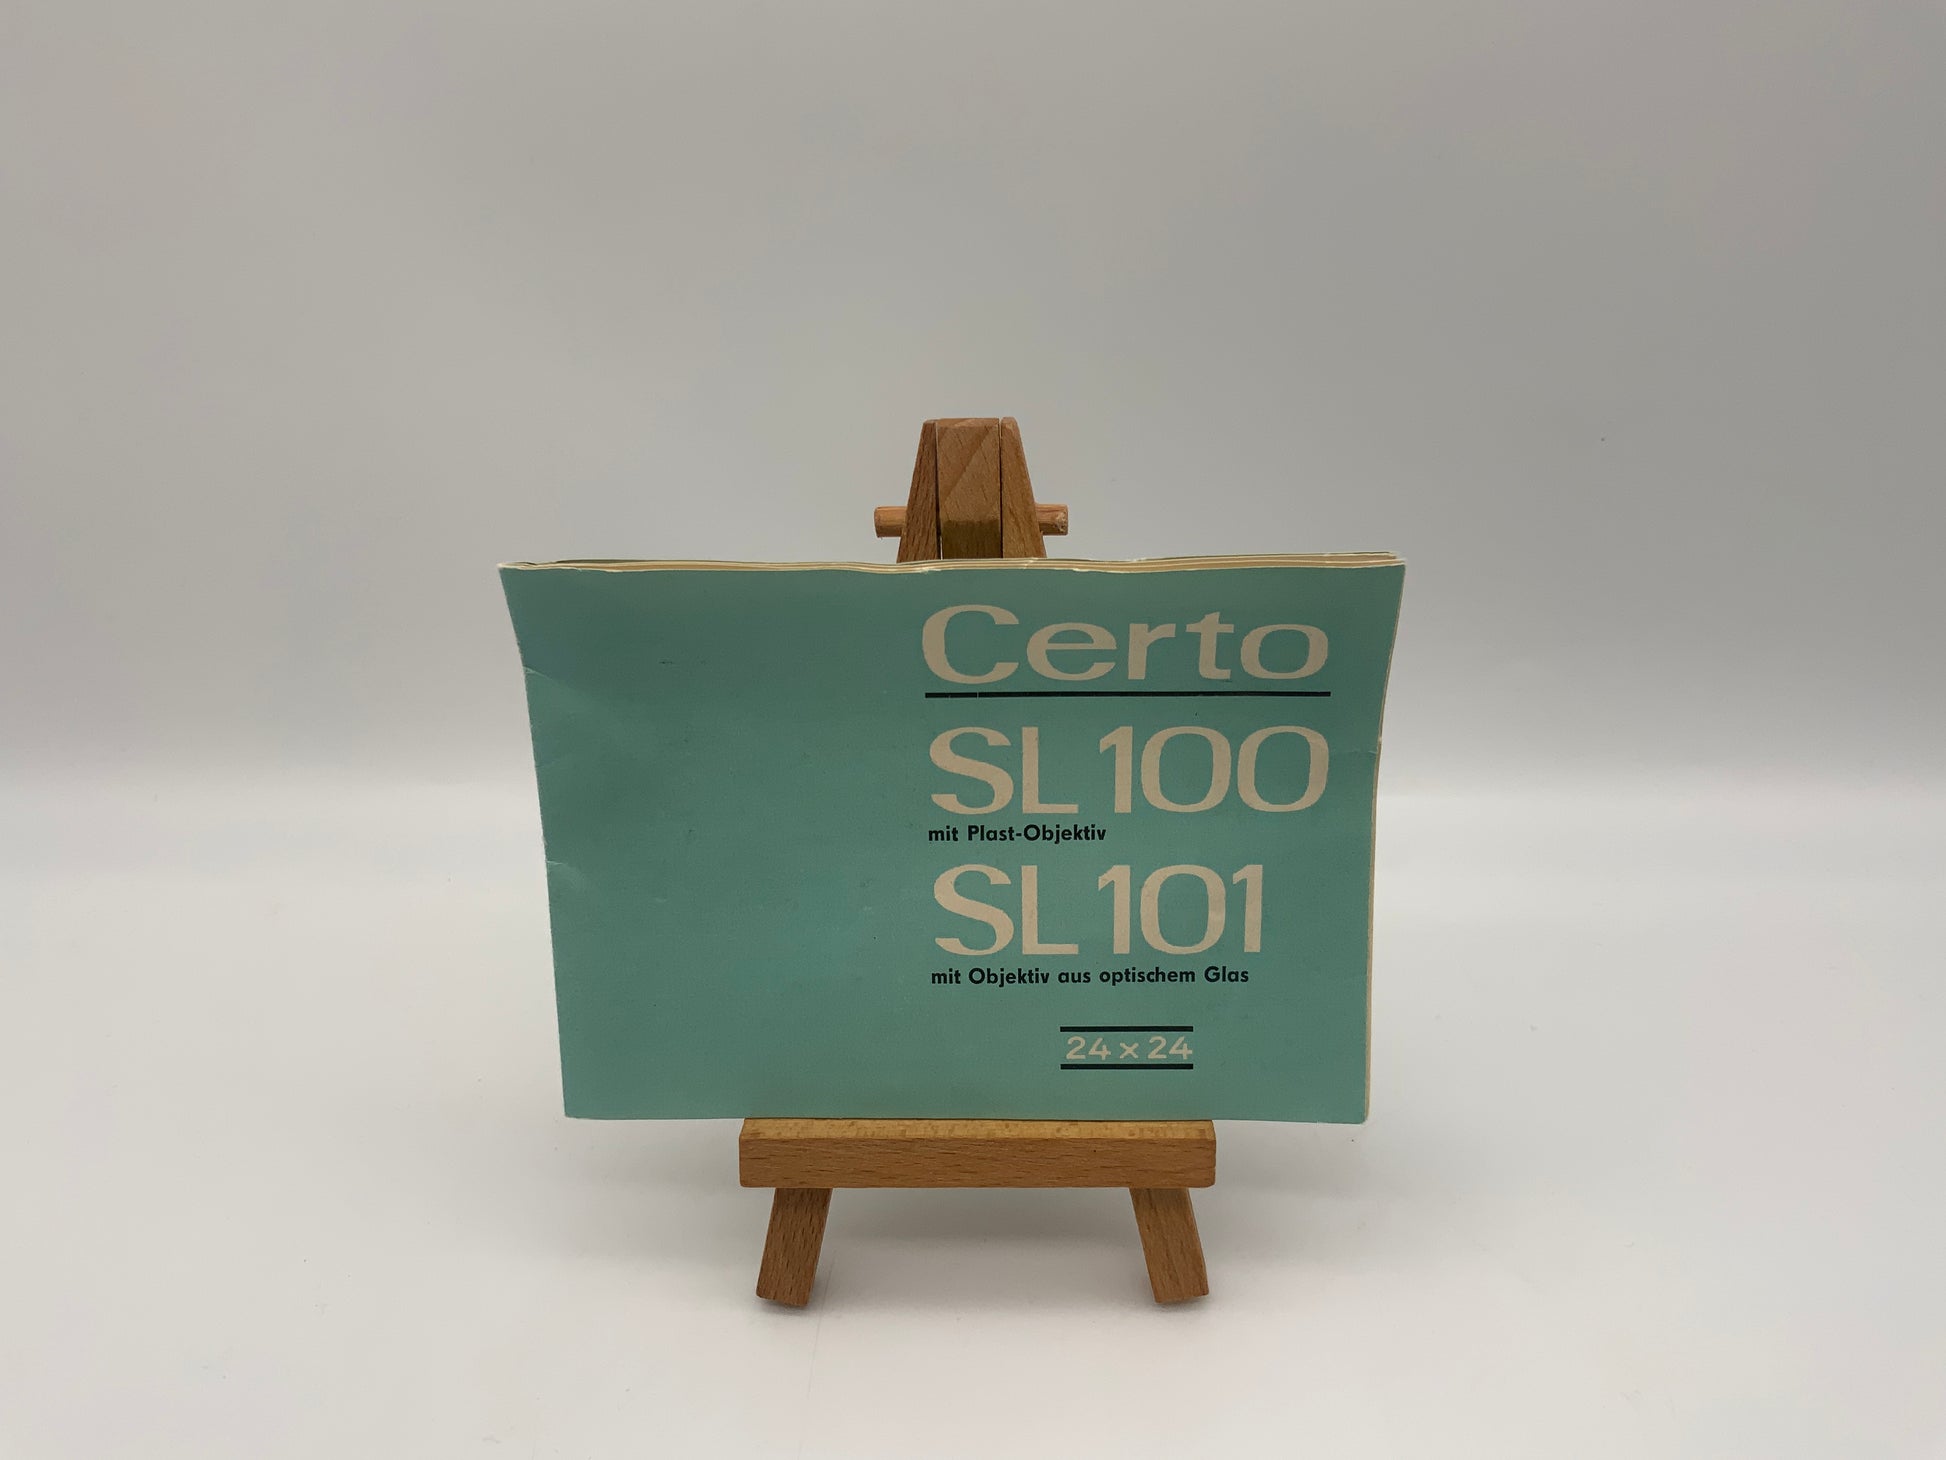 Certo
SL 100
mit Plast-Objektiv
SL 101
mit Objektiv aus optischem Glas
24 x 24